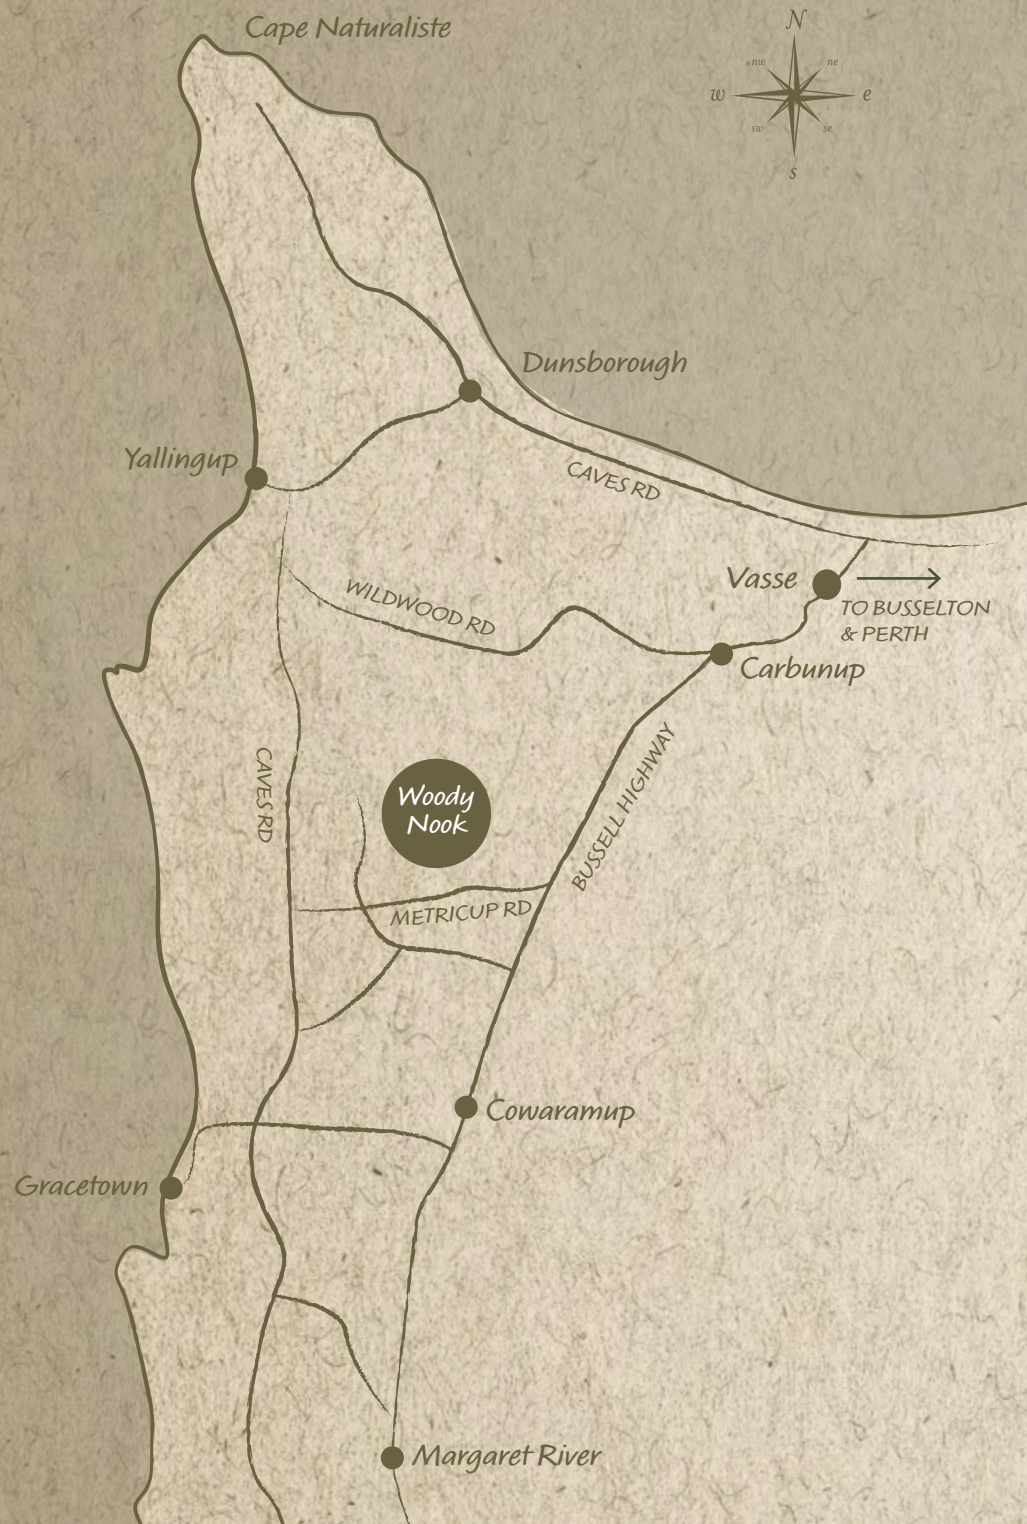 Cape Naturaliste
N
nw
ne
w
e
sw
se
s
Dunsborough
Yallingup
CAVES RD
Vasse
WILDWOOD RD
TO BUSSELTON
& PERTH
Carbunup
CAVES RD
BUSSELL HIGHWAY
Woody
Nook
METRICUP RD
Cowaramup
Gracetown
Margaret River